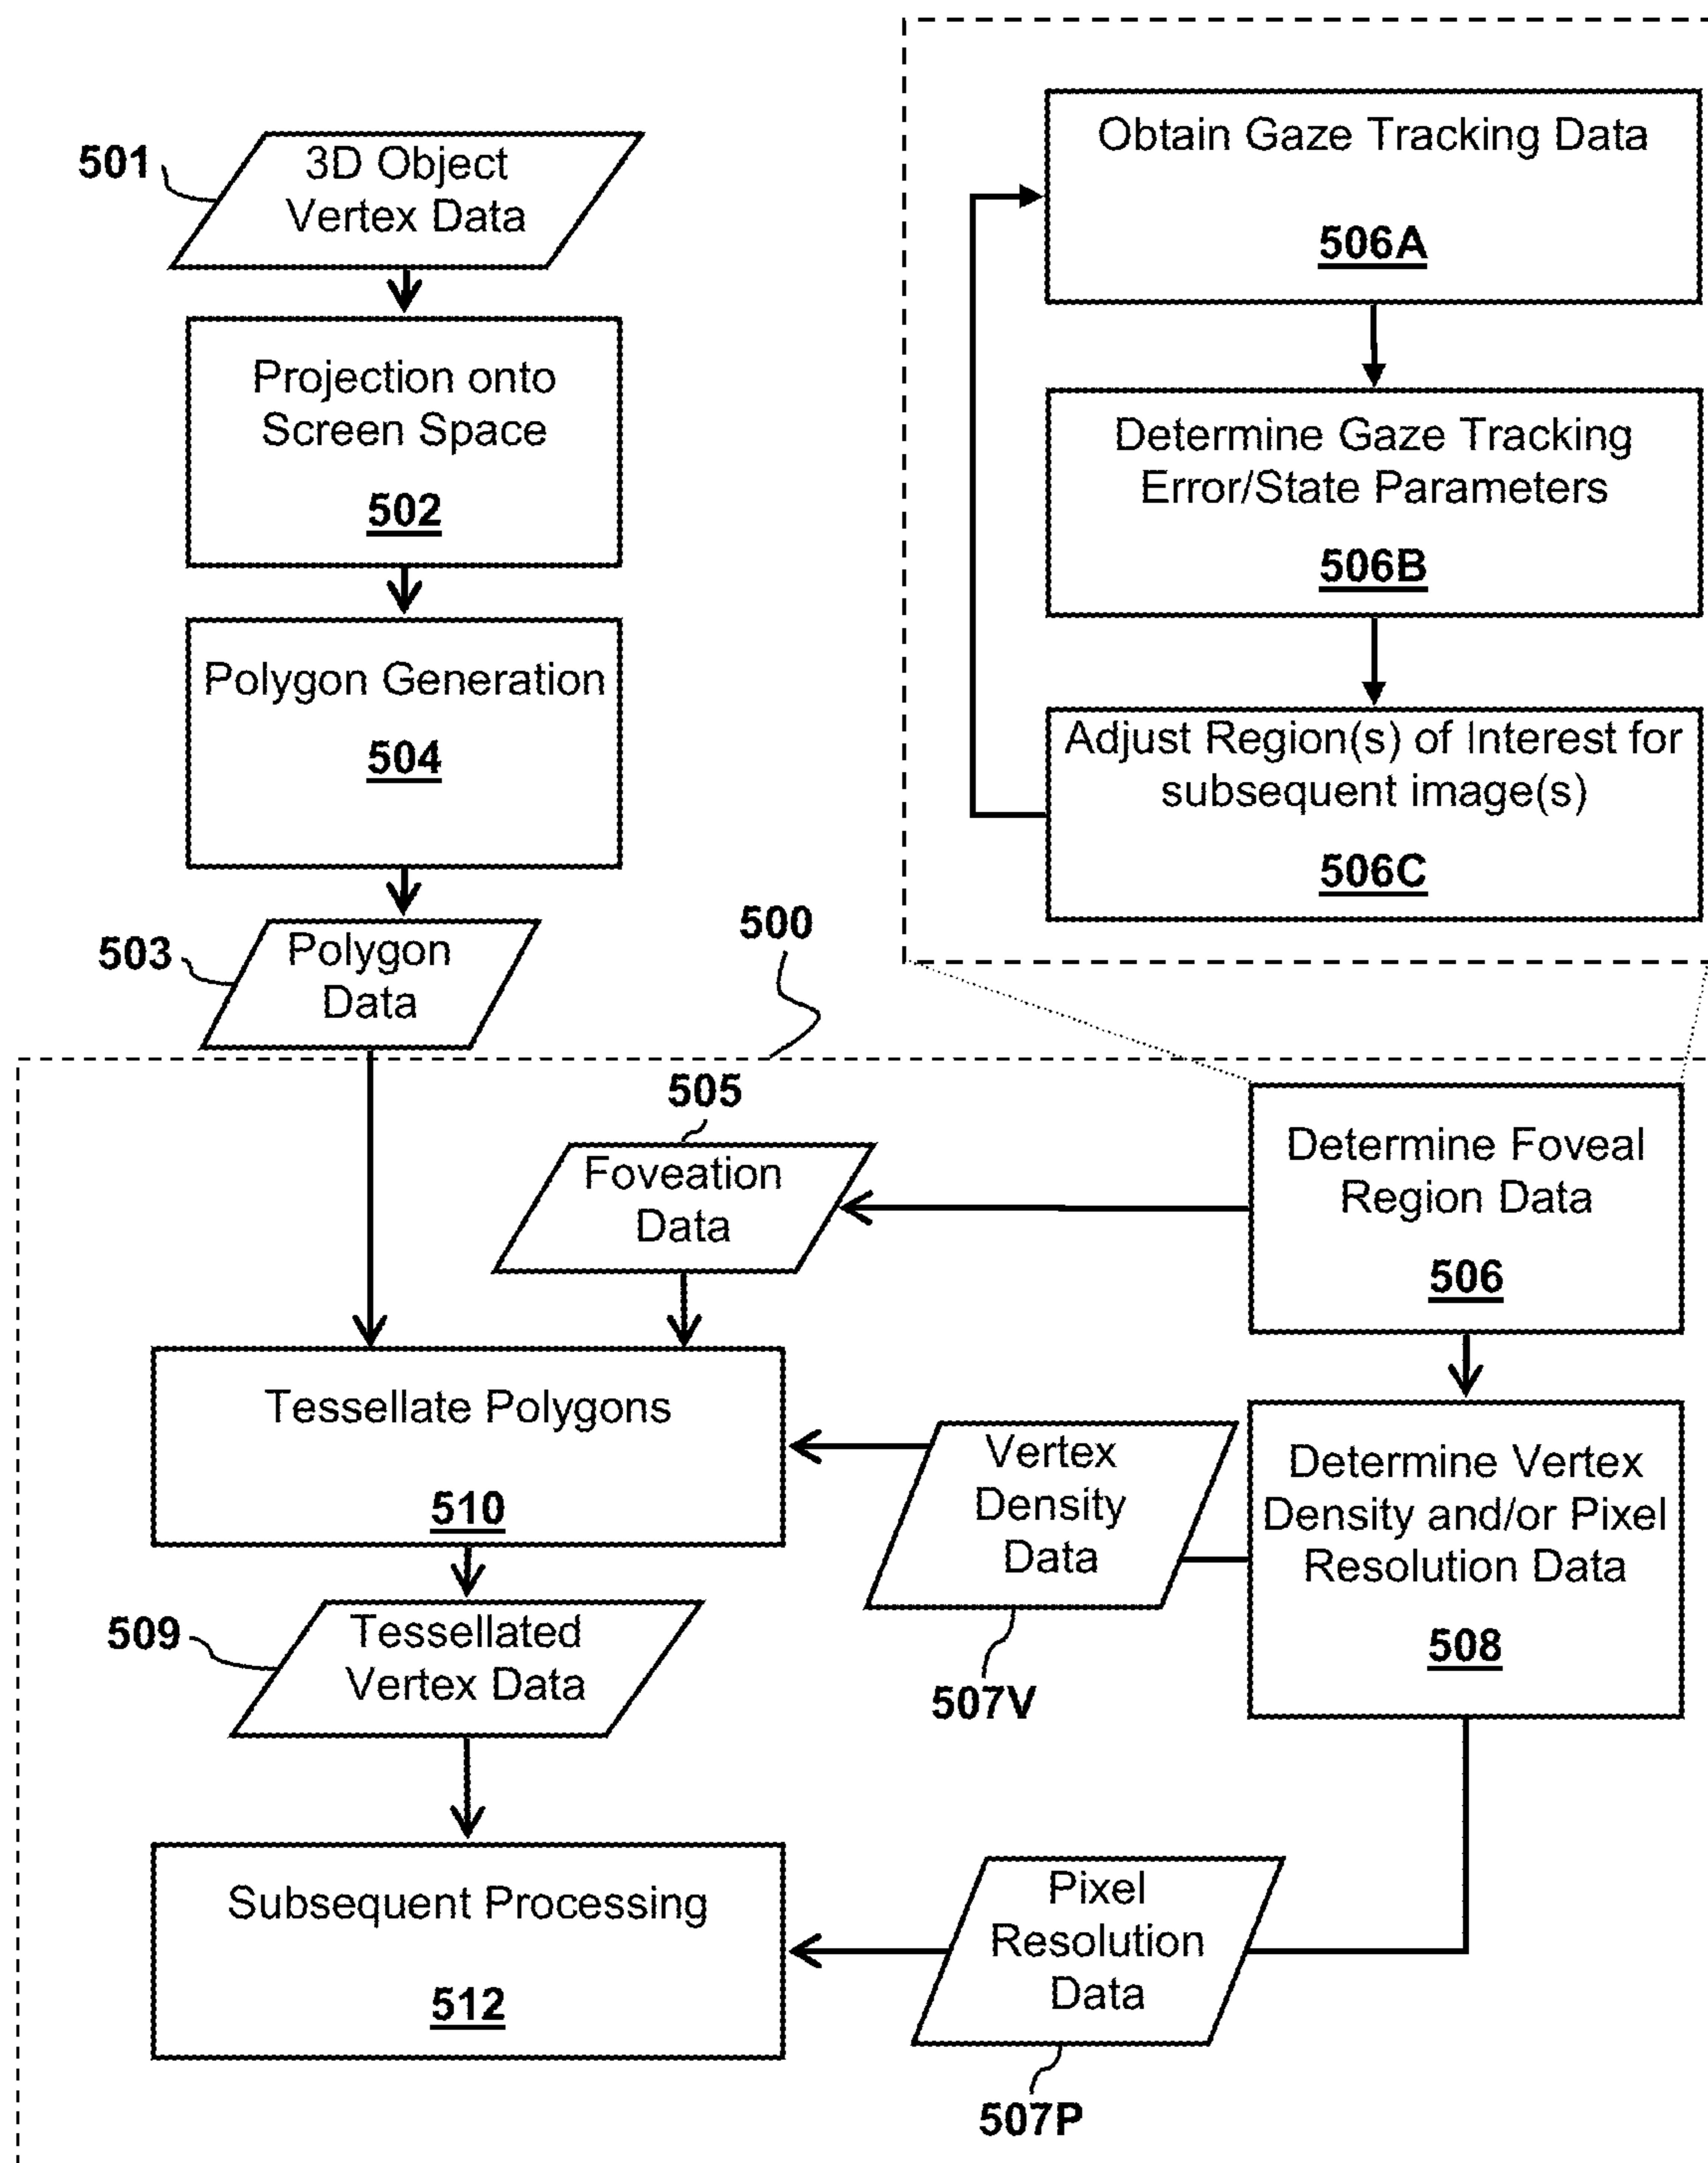 501
3D Object
Vertex Data
Projection onto
Screen Space
502
Polygon Generation
504
503
Polygon
Data
Obtain Gaze Tracking Data
506A
Determine Gaze Tracking
Error/State Parameters
506B
Adjust Region(s) of Interest for
subsequent image(s)
506C
500
505
Foveation
Data
Determine Foveal
Region Data
506
Tessellate Polygons
510
Vertex
Density
Data
507V
Determine Vertex
Density and/or Pixel
Resolution Data
508
509
Tessellated
Vertex Data
Subsequent Processing
512
Pixel
Resolution
Data
507P